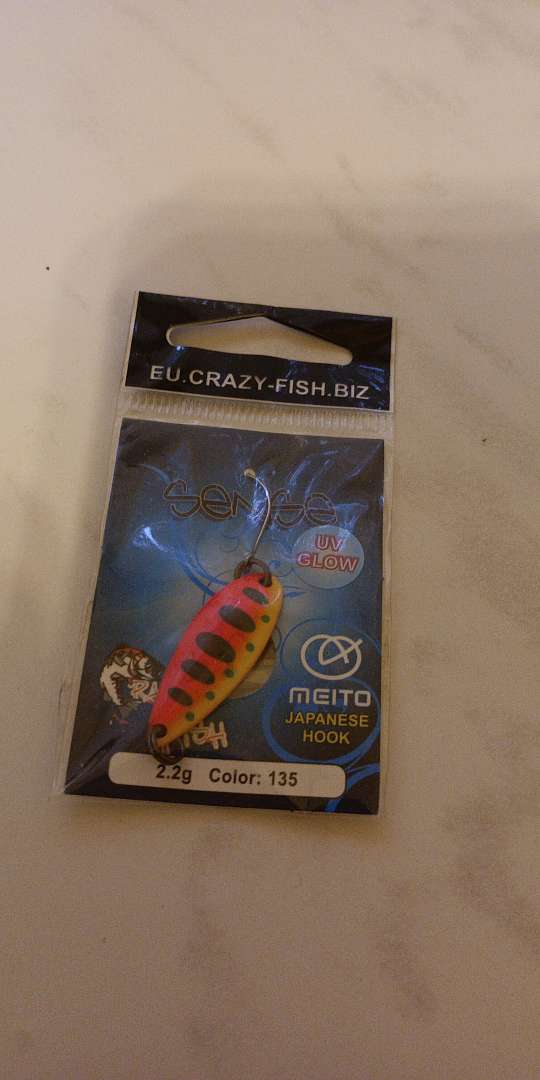 EU.CRAZY-FISH.BIZ
sense
UV
GLOW
MEITO
JAPANESE
HOOK
2.2g Color: 135